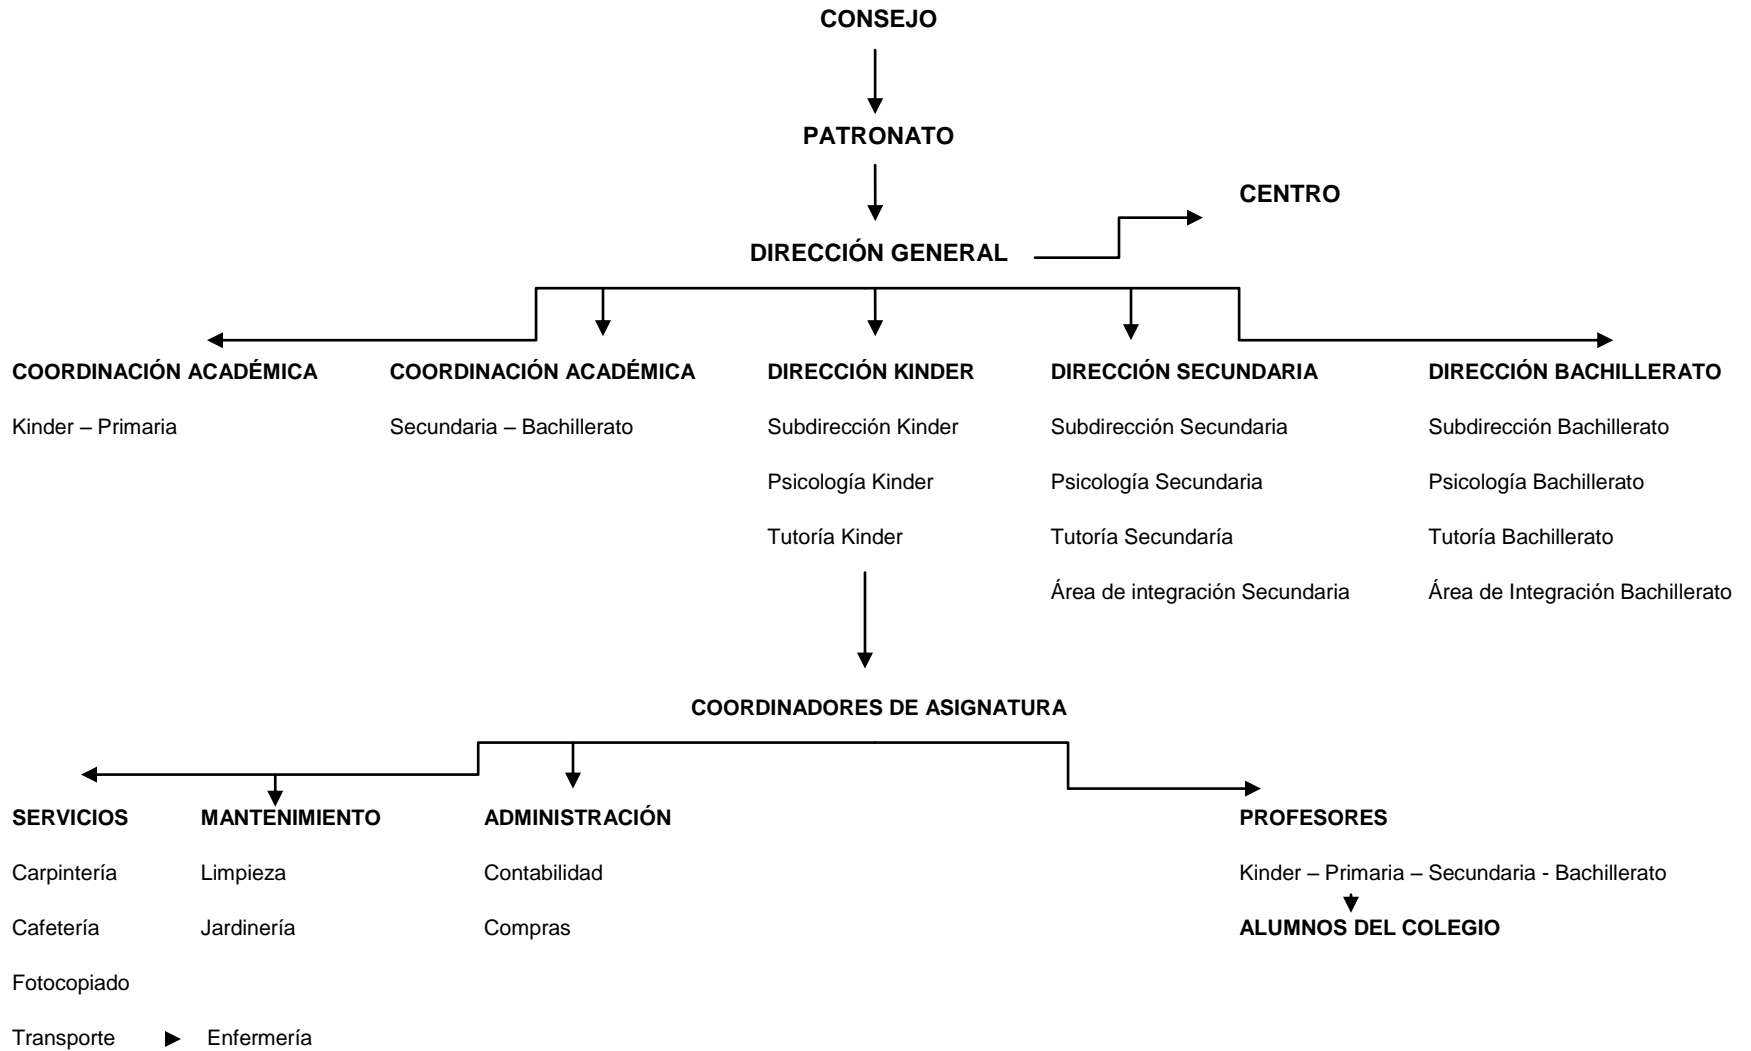 CONSEJO
PATRONATO
CENTRO
DIRECCIÓN GENERAL
COORDINACIÓN ACADÉMICA COORDINACIÓN ACADÉMICA DIRECCIÓN KINDER DIRECCIÓN SECUNDARIA DIRECCIÓN BACHILLERATO
Kinder – Primaria Secundaria – Bachillerato Subdirección Kinder Subdirección Secundaria Subdirección Bachillerato
Psicología Kinder Psicología Secundaria Psicología Bachillerato
Tutoría Kinder Tutoría Secundaría Tutoría Bachillerato
Área de integración Secundaria Área de Integración Bachillerato
COORDINADORES DE ASIGNATURA
SERVICIOS MANTENIMIENTO ADMINISTRACIÓN PROFESORES
Carpintería Limpieza Contabilidad Kinder – Primaria – Secundaria - Bachillerato
Cafetería Jardinería Compras ALUMNOS DEL COLEGIO
Fotocopiado
Transporte Enfermería